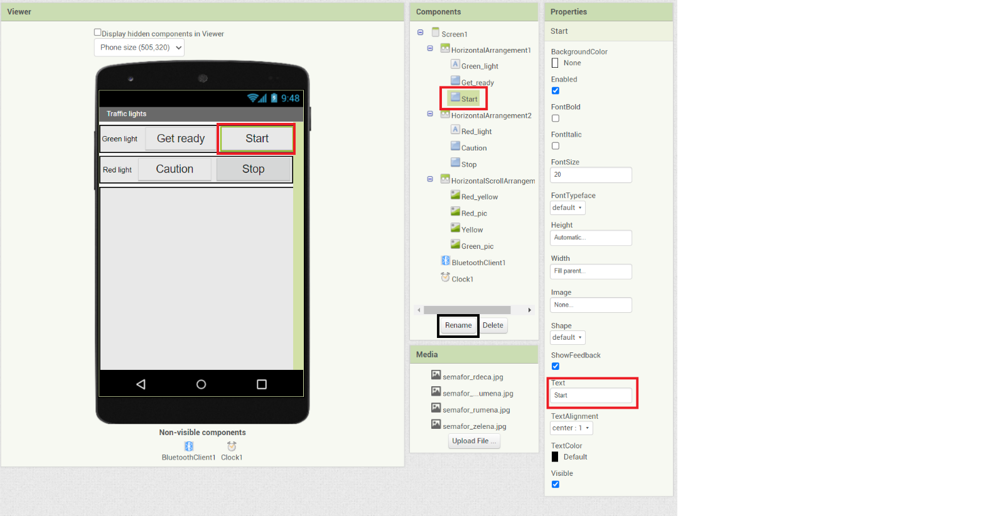 Viewer
Display hidden components in Viewer
Phone size (505,320)
9:48
Traffic lights
Green light
Get ready
Start
Red light
Caution
Stop
Non-visible components
BluetoothClient1
Clock1
Components
Screen1
HorizontalArrangement1
Green_light
Get_ready
Start
HorizontalArrangement2
Red_light
Caution
Stop
HorizontalScrollArrangem
Red_yellow
Red_pic
Yellow
Green_pic
BluetoothClient1
Clock1
Rename
Delete
Media
semafor_rdeca.jpg
semafor_...umena.jpg
semafor_rumena.jpg
semafor_zelena.jpg
Upload File ...
Properties
Start
BackgroundColor
None
Enabled
FontBold
FontItalic
FontSize
20
FontTypeface
default
Height
Automatic...
Width
Fill parent...
Image
None...
Shape
default
ShowFeedback
Text
Start
TextAlignment
center : 1
TextColor
Default
Visible